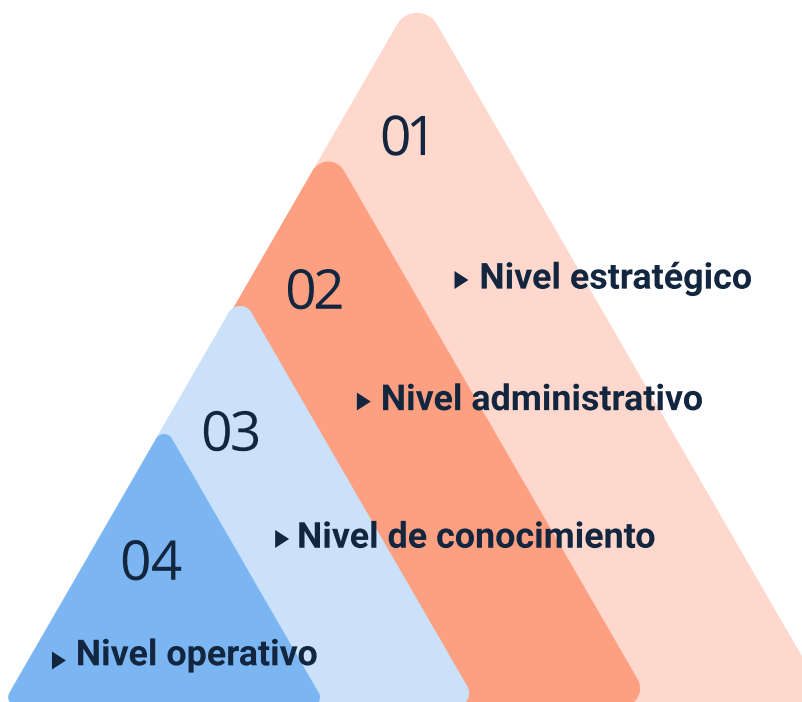 01
▸ Nivel estratégico
02
▸ Nivel administrativo
03
▸ Nivel de conocimiento
04
▸ Nivel operativo